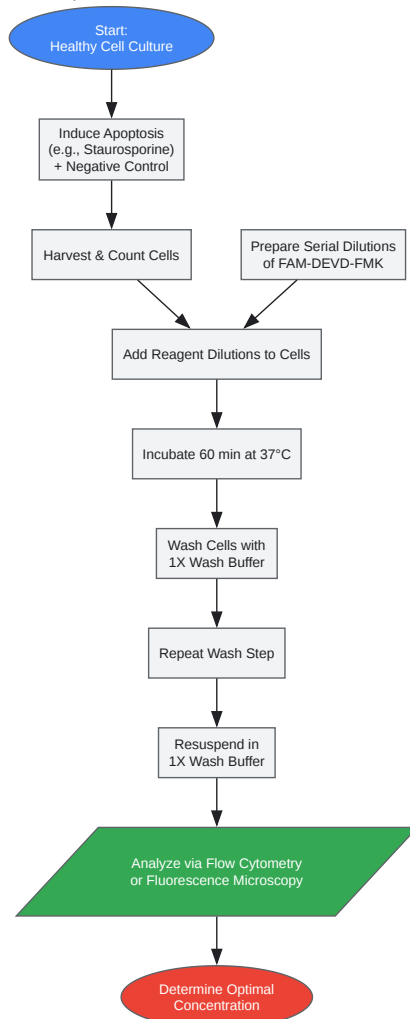 Start:
Healthy Cell Culture
Induce Apoptosis
(e.g., Staurosporine)
+ Negative Control
Harvest & Count Cells
Prepare Serial Dilutions
of FAM-DEVD-FMK
Add Reagent Dilutions to Cells
Incubate 60 min at 37°C
Wash Cells with
1X Wash Buffer
Repeat Wash Step
Resuspend in
1X Wash Buffer
Analyze via Flow Cytometry
or Fluorescence Microscopy
Determine Optimal
Concentration